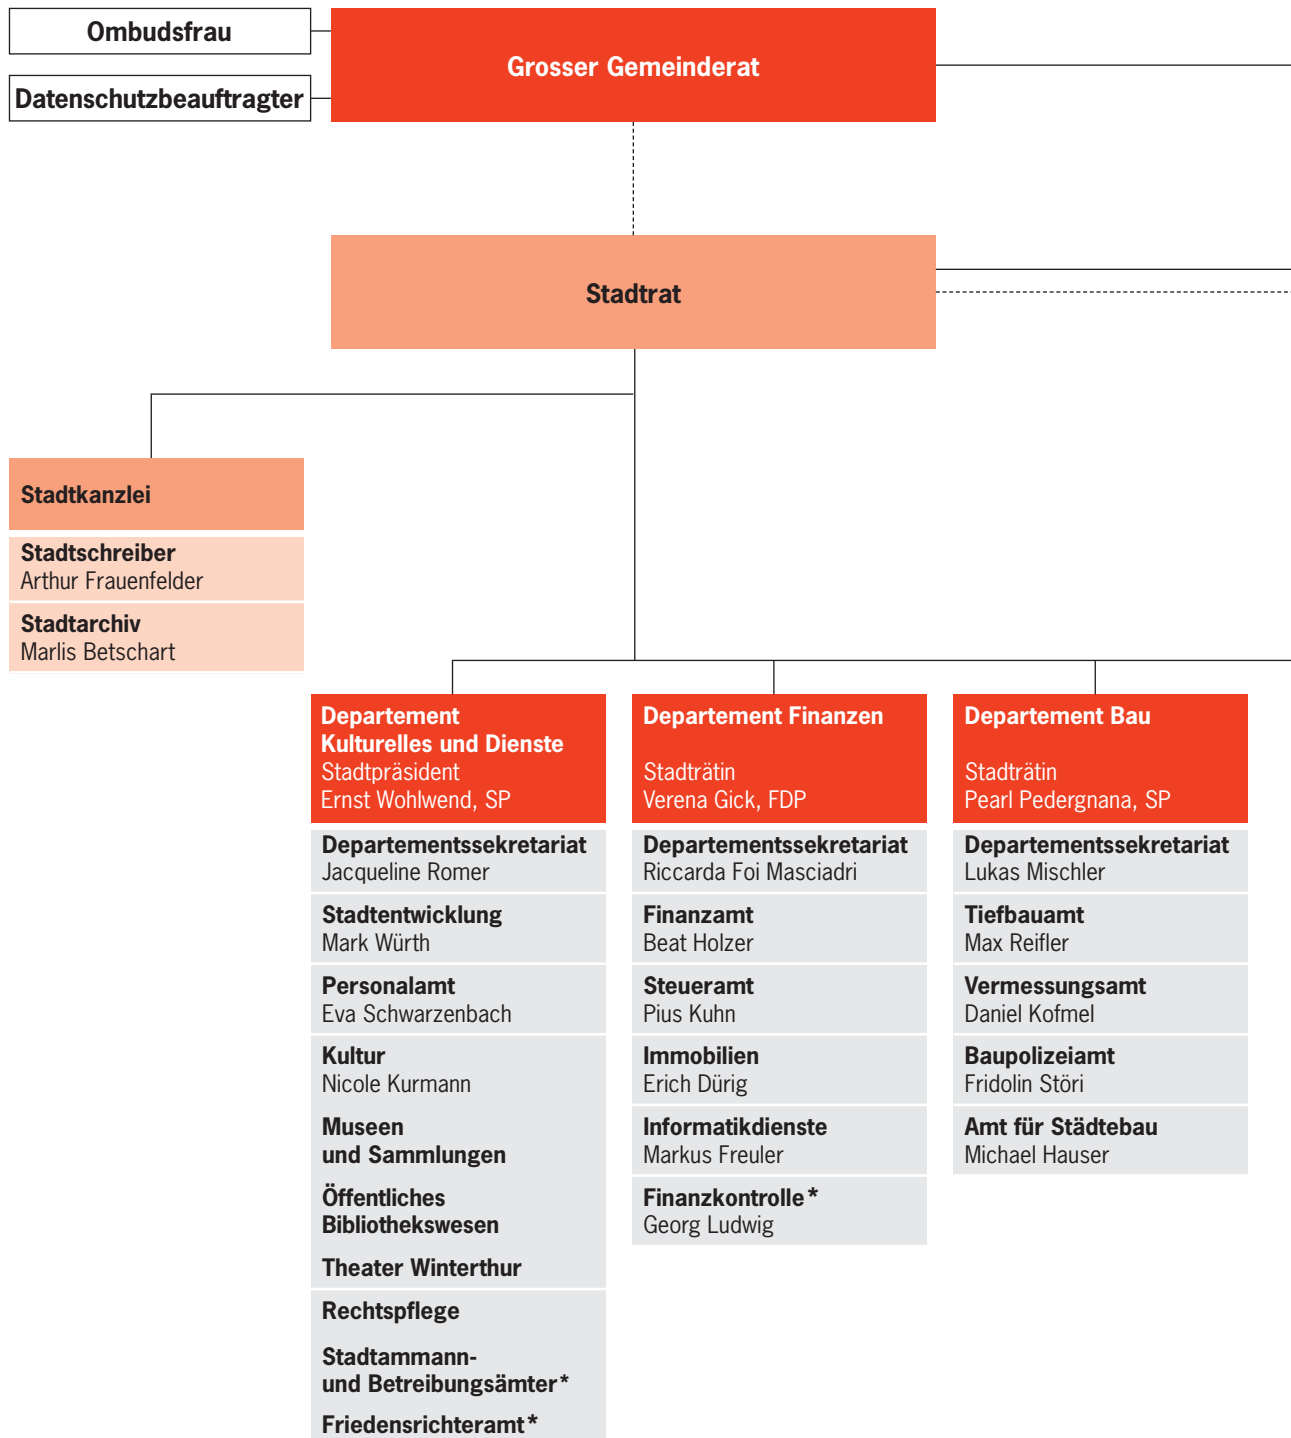 Ombudsfrau
Datenschutzbeauftragter
Grosser Gemeinderat
Stadtrat
Stadtkanzlei
Stadtschreiber
Arthur Frauenfelder
Stadtarchiv
Marlis Betschart
Departement
Kulturelles und Dienste
Stadtpräsident
Ernst Wohlwend, SP
Departementssekretariat
Jacqueline Romer
Stadtentwicklung
Mark Würth
Personalamt
Eva Schwarzenbach
Kultur
Nicole Kurmann
Museen
und Sammlungen
Öffentliches
Bibliothekswesen
Theater Winterthur
Rechtspflege
Stadtammann-
und Betreibungsämter*
Friedensrichteramt*
Departement Finanzen
Stadträtin
Verena Gick, FDP
Departementssekretariat
Riccarda Foi Masciadri
Finanzamt
Beat Holzer
Steueramt
Pius Kuhn
Immobilien
Erich Dürig
Informatikdienste
Markus Freuler
Finanzkontrolle*
Georg Ludwig
Departement Bau
Stadträtin
Pearl Pedergnana, SP
Departementssekretariat
Lukas Mischler
Tiefbauamt
Max Reifler
Vermessungsamt
Daniel Kofmel
Baupolizeiamt
Fridolin Störi
Amt für Städtebau
Michael Hauser